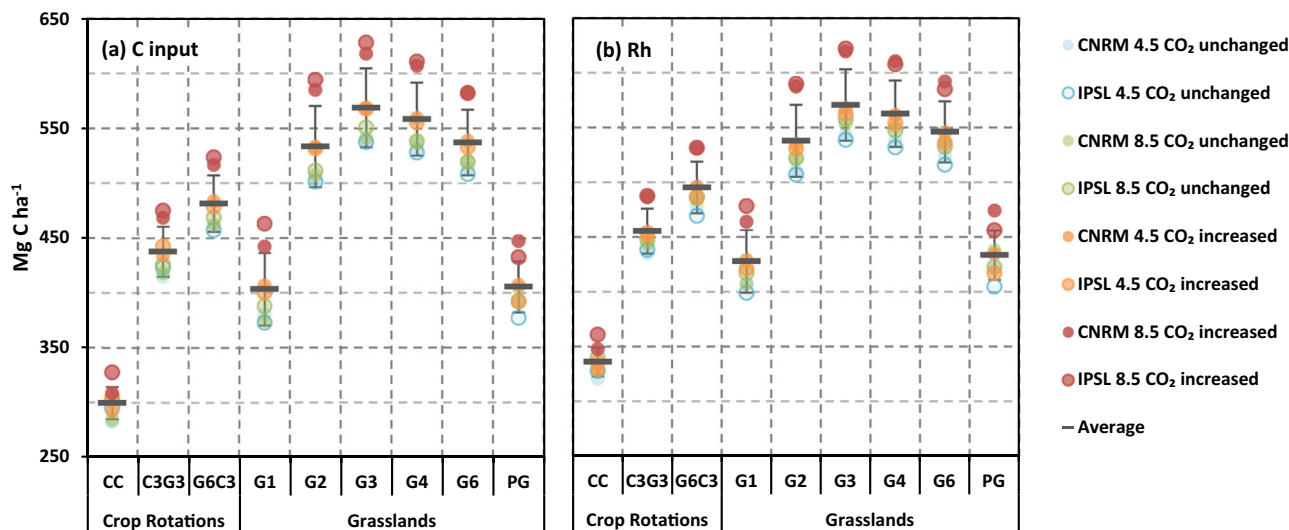 (a) C input
(b) Rh
Mg C ha⁻¹
650
550
450
350
250
CC C3G3 G6C3 G1 G2 G3 G4 G6 PG
Crop Rotations Grasslands
CC C3G3 G6C3 G1 G2 G3 G4 G6 PG
Crop Rotations Grasslands
CNRM 4.5 CO₂ unchanged
IPSL 4.5 CO₂ unchanged
CNRM 8.5 CO₂ unchanged
IPSL 8.5 CO₂ unchanged
CNRM 4.5 CO₂ increased
IPSL 4.5 CO₂ increased
CNRM 8.5 CO₂ increased
IPSL 8.5 CO₂ increased
Average